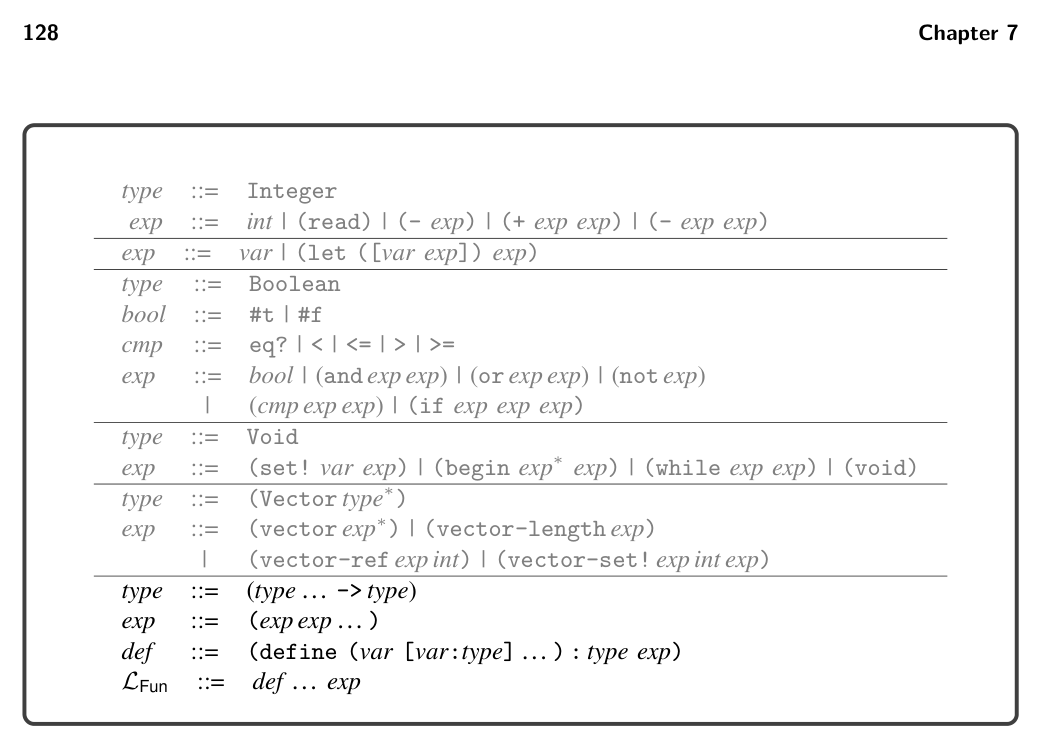 128 Chapter 7
type ::= Integer
exp ::= int | (read) | (- exp) | (+ exp exp) | (- exp exp)
exp ::= var | (let ([var exp]) exp)
type ::= Boolean
bool ::= #t | #f
cmp ::= eq? | < | <= | > | >=
exp ::= bool | (and exp exp) | (or exp exp) | (not exp)
| (cmp exp exp) | (if exp exp exp)
type ::= Void
exp ::= (set! var exp) | (begin exp* exp) | (while exp exp) | (void)
type ::= (Vector type*)
exp ::= (vector exp*) | (vector-length exp)
| (vector-ref exp int) | (vector-set! exp int exp)
type ::= (type … -> type)
exp ::= (exp exp … )
def ::= (define (var [var:type] … ) : type exp)
ℒFun ::= def … exp